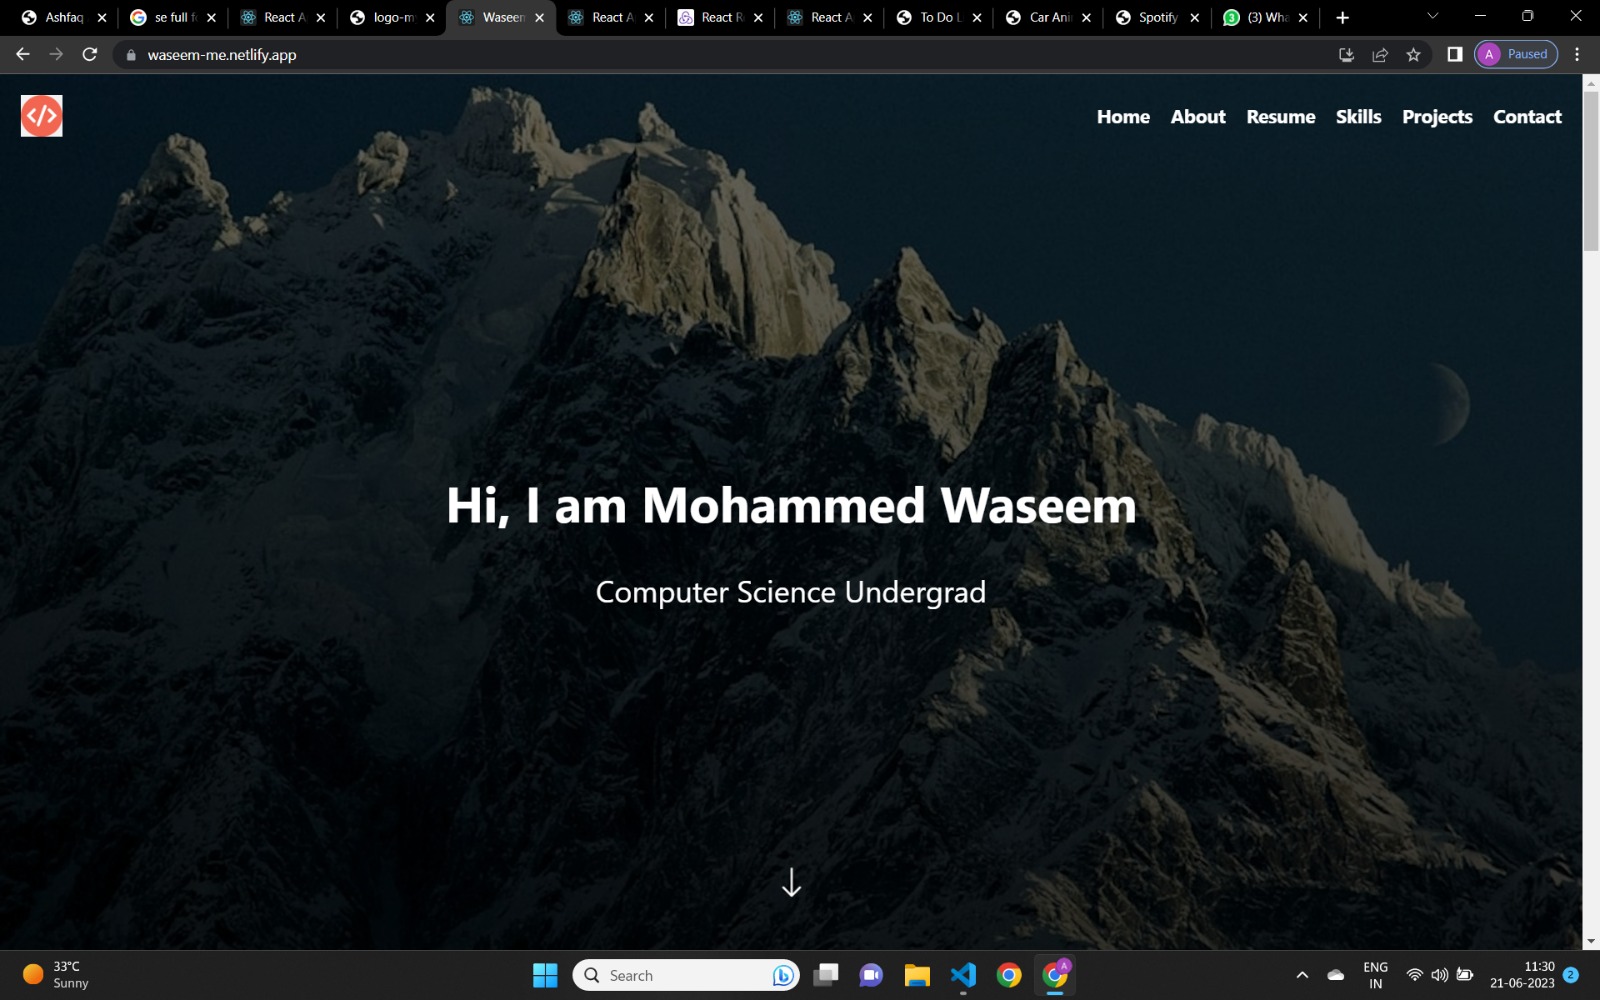 Ashfaq
se full f
React A
logo-m
Waseem
React A
React R
React A
To Do L
Car Ani
Spotify
(3) Wha
waseem-me.netlify.app
A
Paused
</>
Home About Resume Skills Projects Contact
Hi, I am Mohammed Waseem
Computer Science Undergrad
33°C
Sunny
Search
A
ENG
IN
11:30
21-06-2023
2